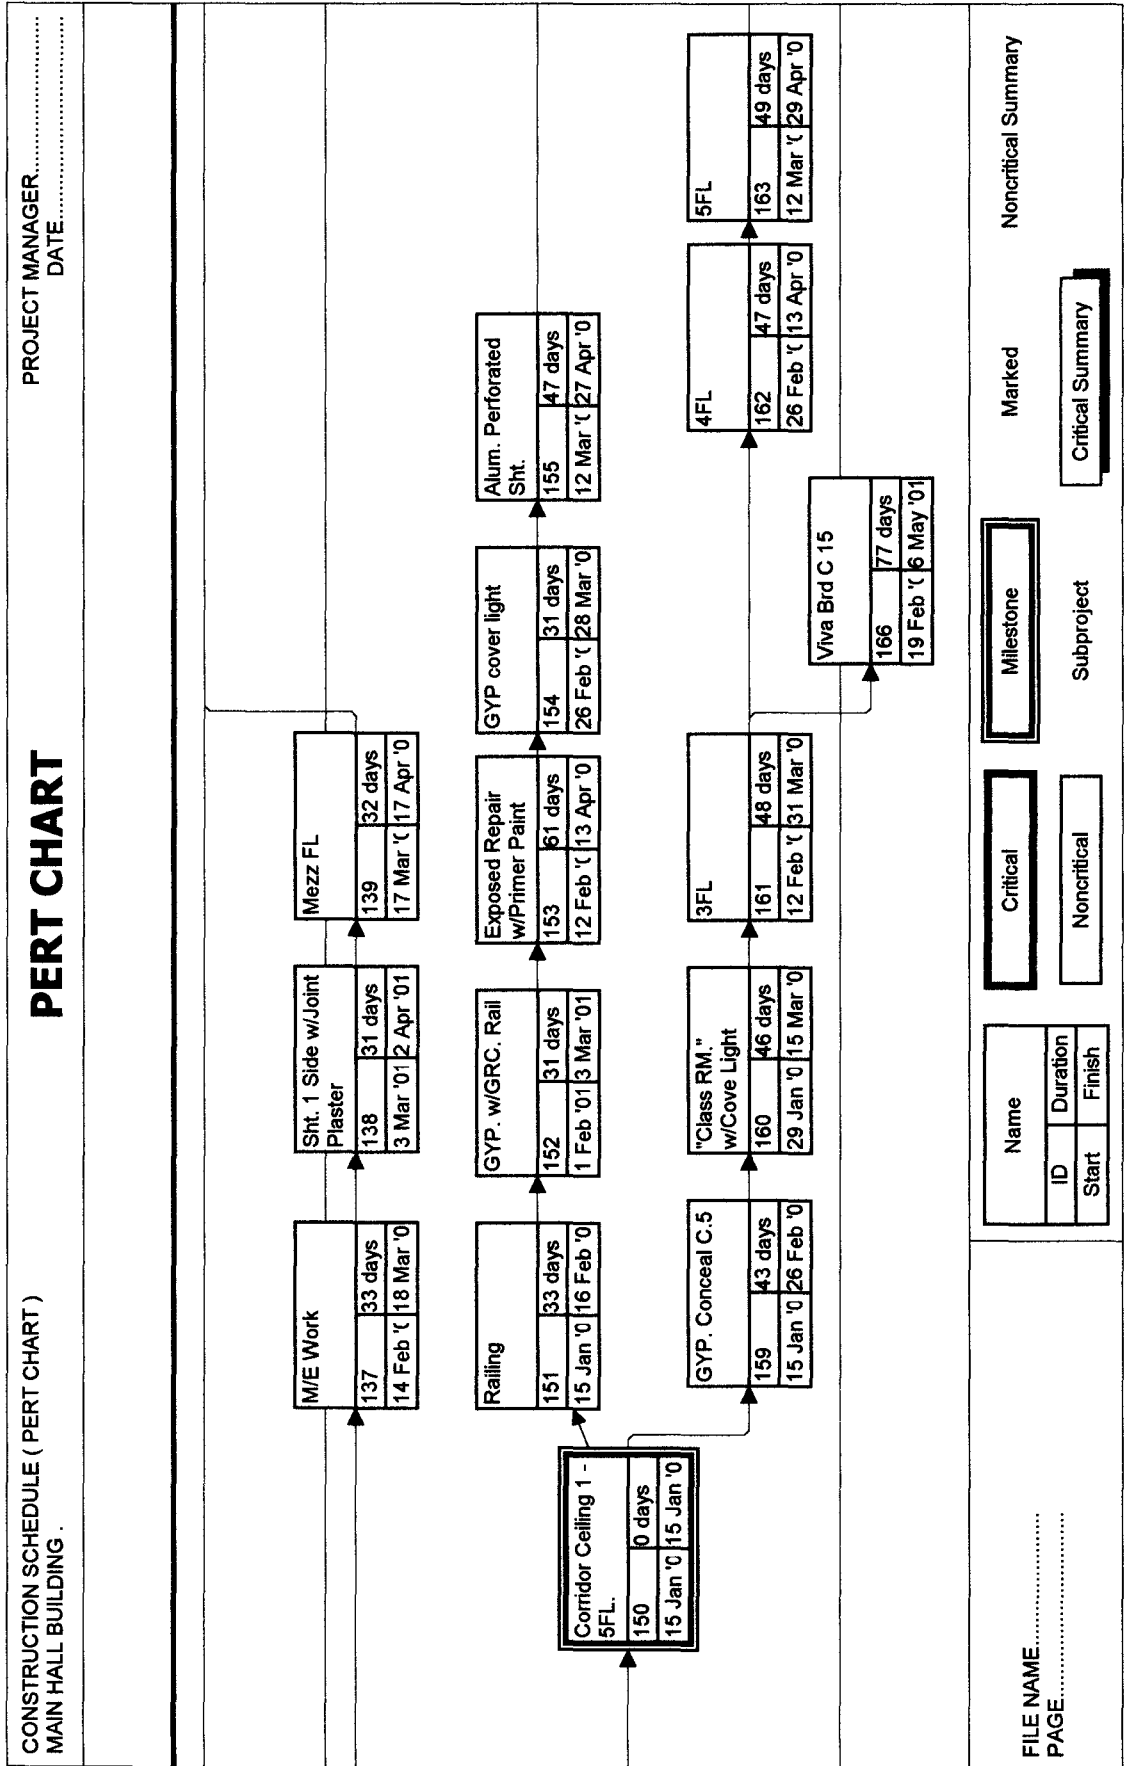 CONSTRUCTION SCHEDULE ( PERT CHART )
MAIN HALL BUILDING .
PERT CHART
PROJECT MANAGER..............................
DATE..............................
M/E Work
137 33 days
14 Feb '( 18 Mar '0
Sht. 1 Side w/Joint
Plaster
138 31 days
3 Mar '01 2 Apr '01
Mezz FL
139 32 days
17 Mar '( 17 Apr '0
Corridor Ceiling 1 -
5FL.
150 0 days
15 Jan '0 15 Jan '0
Railing
151 33 days
15 Jan '0 16 Feb '0
GYP. w/GRC. Rail
152 31 days
1 Feb '01 3 Mar '01
Exposed Repair
w/Primer Paint
153 61 days
12 Feb '( 13 Apr '0
GYP cover light
154 31 days
26 Feb '( 28 Mar '0
Alum. Perforated
Sht.
155 47 days
12 Mar '( 27 Apr '0
GYP. Conceal C.5
159 43 days
15 Jan '0 26 Feb '0
"Class RM."
w/Cove Light
160 46 days
29 Jan '0 15 Mar '0
3FL
161 48 days
12 Feb '( 31 Mar '0
4FL
162 47 days
26 Feb '( 13 Apr '0
5FL
163 49 days
12 Mar '( 29 Apr '0
Viva Brd C 15
166 77 days
19 Feb '( 6 May '01
FILE NAME....................
PAGE..............................
Name
ID Duration
Start Finish
Critical
Noncritical
Milestone
Subproject
Marked
Critical Summary
Noncritical Summary